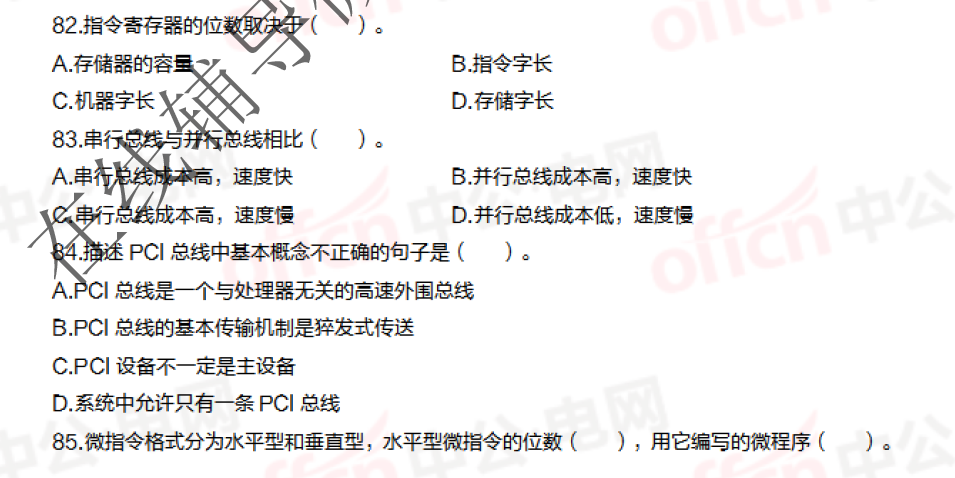 82.指令寄存器的位数取决于（　　）。
A.存储器的容量　　B.指令字长
C.机器字长　　D.存储字长
83.串行总线与并行总线相比（　　）。
A.串行总线成本高，速度快　　B.并行总线成本高，速度快
C.串行总线成本高，速度慢　　D.并行总线成本低，速度慢
84.描述 PCI 总线中基本概念不正确的句子是（　　）。
A.PCI 总线是一个与处理器无关的高速外围总线
B.PCI 总线的基本传输机制是猝发式传送
C.PCI 设备不一定是主设备
D.系统中允许只有一条 PCI 总线
85.微指令格式分为水平型和垂直型，水平型微指令的位数（　　），用它编写的微程序（　　）。
在线辅导
offcn 中公·电网